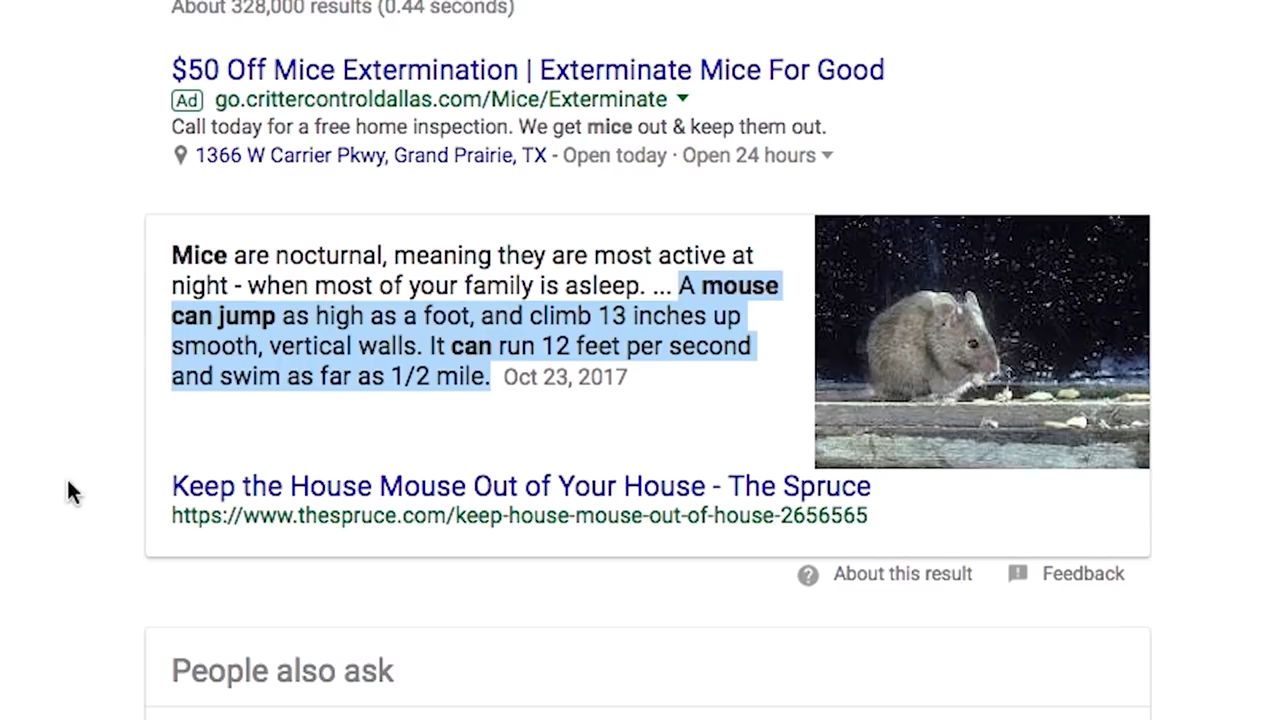 About 328,000 results (0.44 seconds)
$50 Off Mice Extermination | Exterminate Mice For Good
Ad go.crittercontroldallas.com/Mice/Exterminate
Call today for a free home inspection. We get mice out & keep them out.
1366 W Carrier Pkwy, Grand Prairie, TX - Open today · Open 24 hours
Mice are nocturnal, meaning they are most active at
night - when most of your family is asleep. ... A mouse
can jump as high as a foot, and climb 13 inches up
smooth, vertical walls. It can run 12 feet per second
and swim as far as 1/2 mile. Oct 23, 2017
Keep the House Mouse Out of Your House - The Spruce
https://www.thespruce.com/keep-house-mouse-out-of-house-2656565
About this result Feedback
People also ask